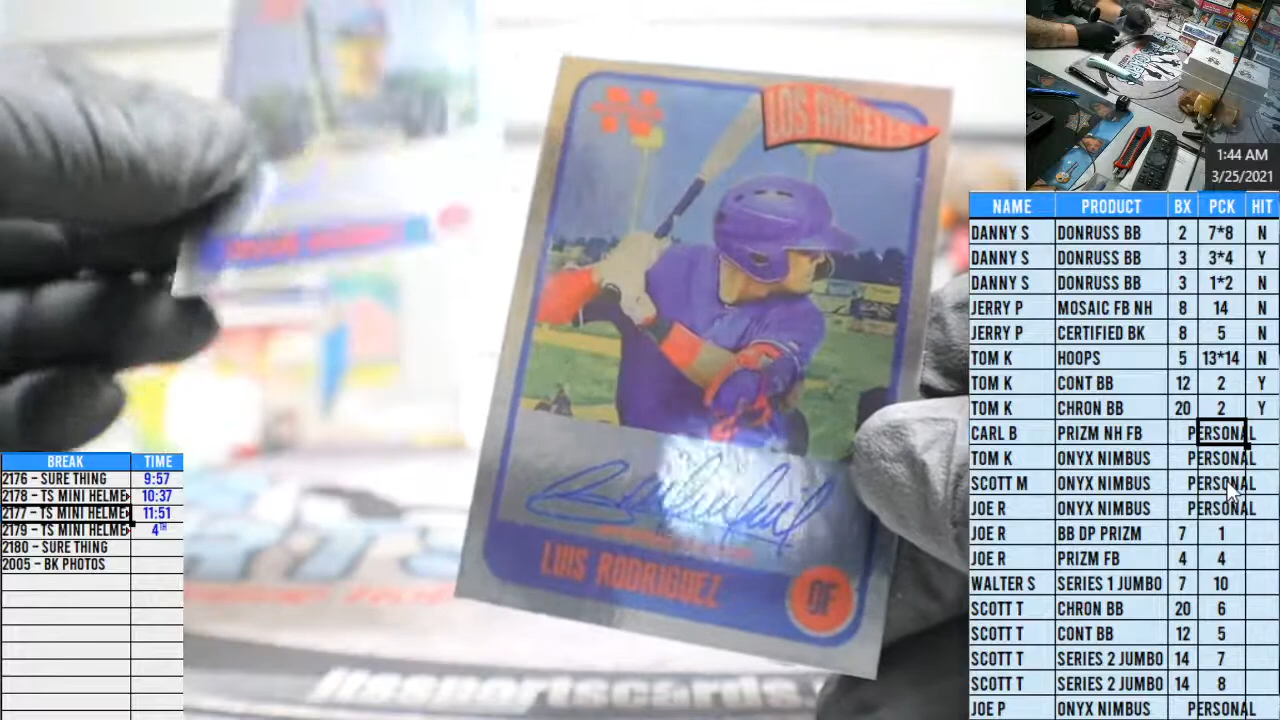 LOS ANGELES
LUIS RODRIGUEZ
OF
1:44 AM
3/25/2021
NAME PRODUCT BX PCK HIT
DANNY S DONRUSS BB 2 7*8 N
DANNY S DONRUSS BB 3 3*4 Y
DANNY S DONRUSS BB 3 1*2 N
JERRY P MOSAIC FB NH 8 14 N
JERRY P CERTIFIED BK 8 5 N
TOM K HOOPS 5 13*14 N
TOM K CONT BB 12 2 Y
TOM K CHRON BB 20 2 Y
CARL B PRIZM NH FB PERSONAL
TOM K ONYX NIMBUS PERSONAL
SCOTT M ONYX NIMBUS PERSONAL
JOE R ONYX NIMBUS PERSONAL
JOE R BB DP PRIZM 7 1
JOE R PRIZM FB 4 4
WALTER S SERIES 1 JUMBO 7 10
SCOTT T CHRON BB 20 6
SCOTT T CONT BB 12 5
SCOTT T SERIES 2 JUMBO 14 7
SCOTT T SERIES 2 JUMBO 14 8
JOE P ONYX NIMBUS PERSONAL
BREAK TIME
2176 - SURE THING 9:57
2178 - TS MINI HELME 10:37
2177 - TS MINI HELME 11:51
2179 - TS MINI HELME 4TH
2180 - SURE THING
2005 - BK PHOTOS